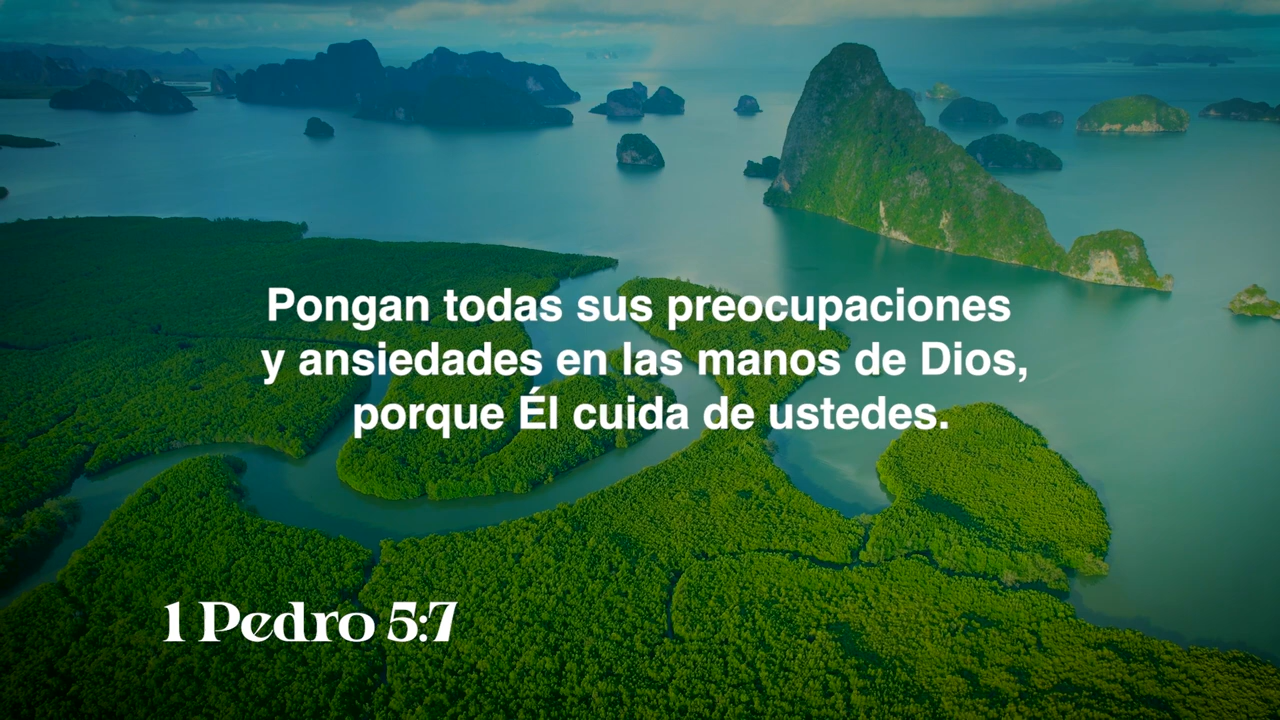 Pongan todas sus preocupaciones
y ansiedades en las manos de Dios,
porque Él cuida de ustedes.
1 Pedro 5:7